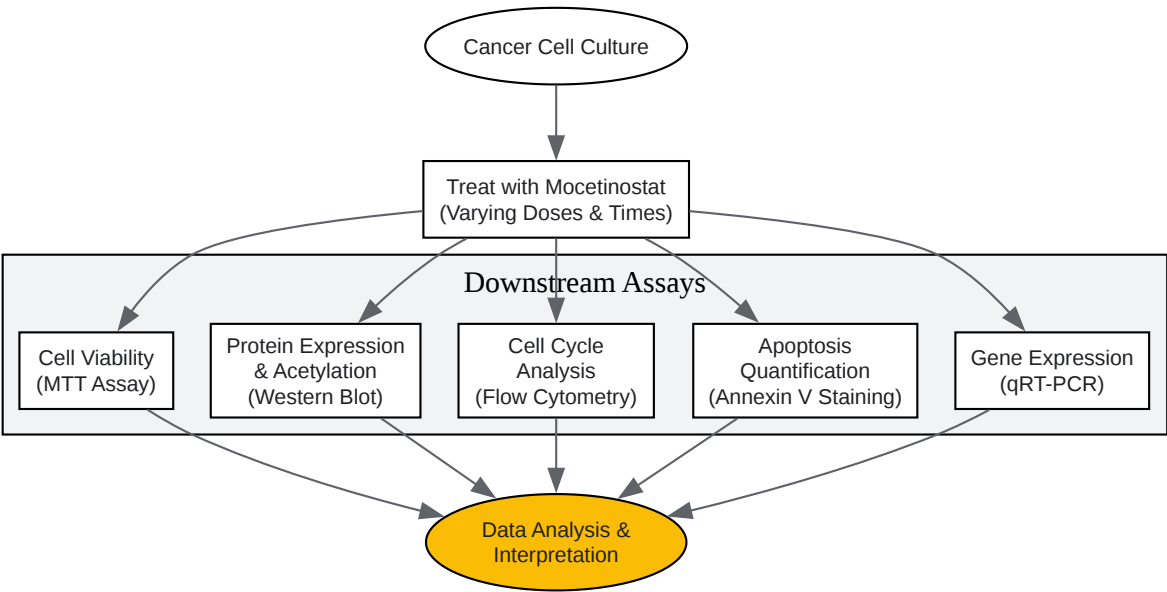 Cancer Cell Culture
Treat with Mocetinostat
(Varying Doses & Times)
Downstream Assays
Cell Viability
(MTT Assay)
Protein Expression
& Acetylation
(Western Blot)
Cell Cycle
Analysis
(Flow Cytometry)
Apoptosis
Quantification
(Annexin V Staining)
Gene Expression
(qRT-PCR)
Data Analysis &
Interpretation